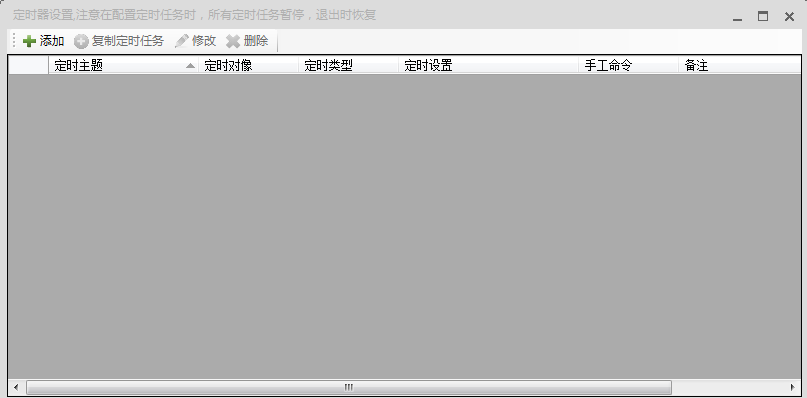 定时器设置,注意在配置定时任务时，所有定时任务暂停，退出时恢复
添加 复制定时任务 修改 删除
定时主题 定时对像 定时类型 定时设置 手工命令 备注